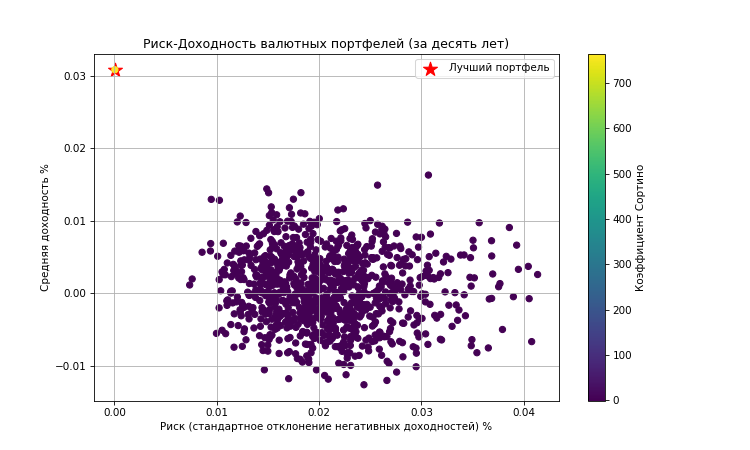 Риск-Доходность валютных портфелей (за десять лет)
Лучший портфель
Средняя доходность %
0.03
0.02
0.01
0.00
−0.01
0.00 0.01 0.02 0.03 0.04
Риск (стандартное отклонение негативных доходностей) %
700
600
500
400
300
200
100
0
Коэффициент Сортино